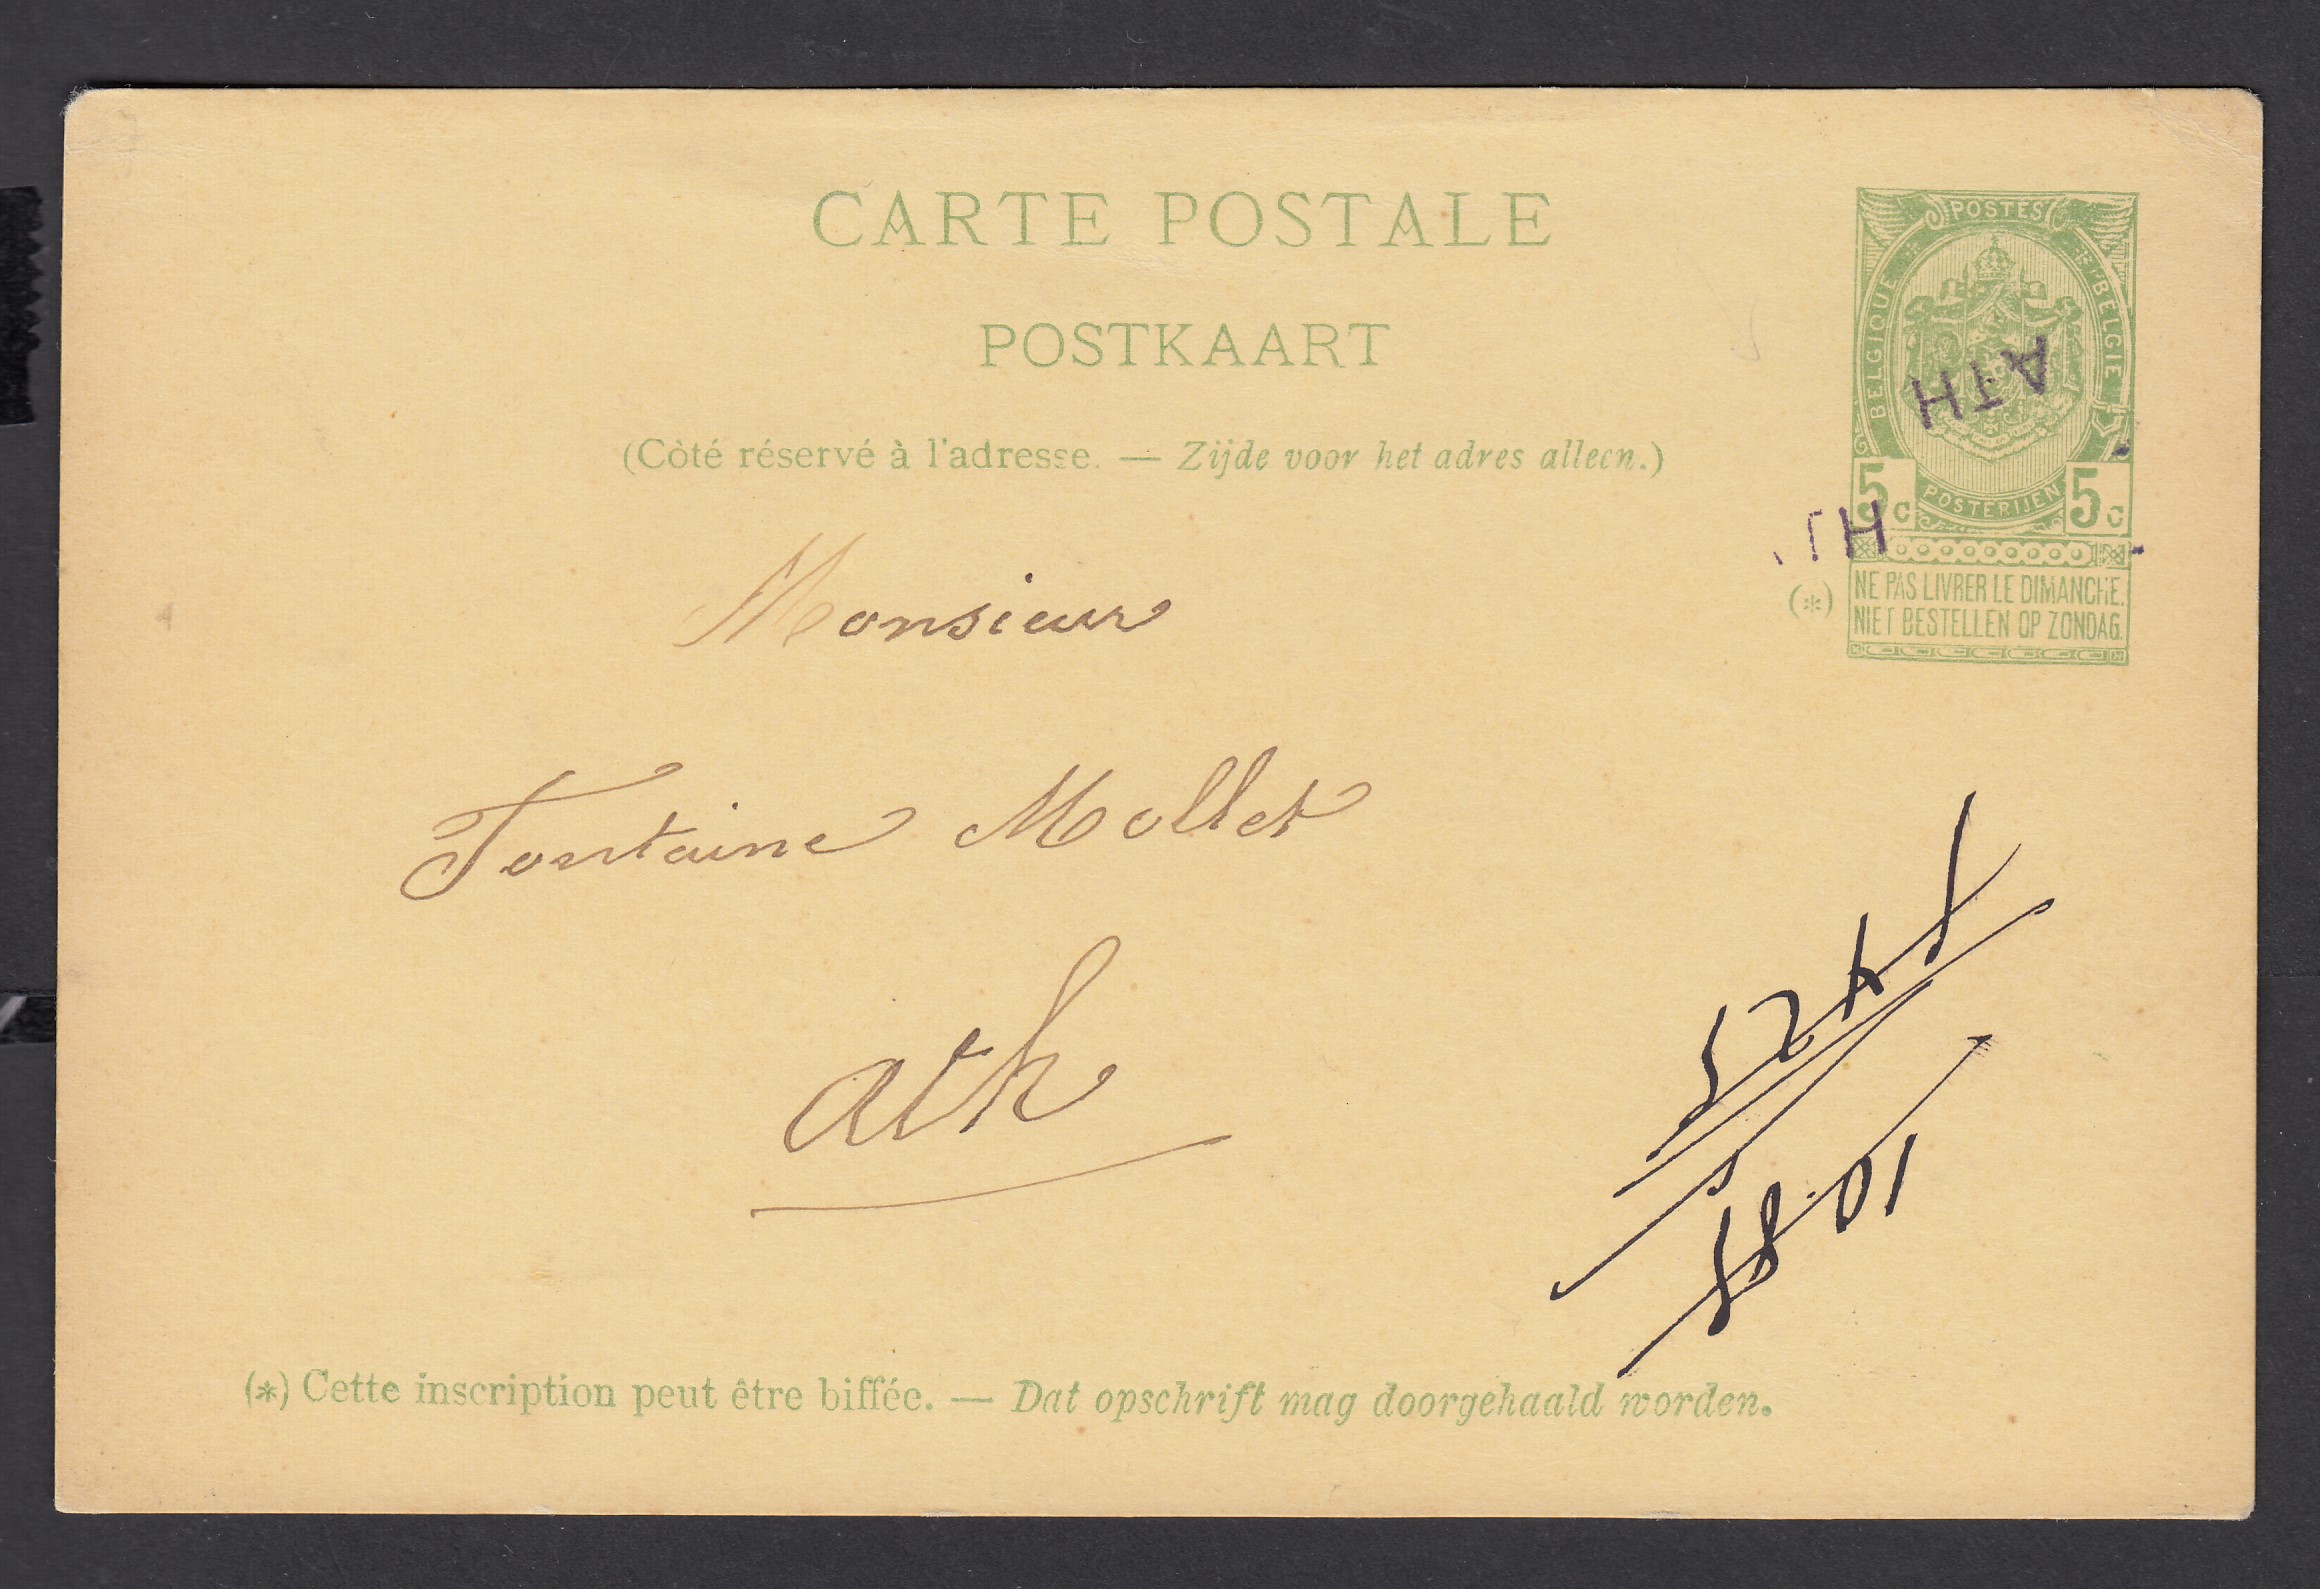 CARTE POSTALE
POSTKAART
(Côté réservé à l'adresse. — Zijde voor het adres alleen.)
POSTES
BELGIQUE
BELGIE
POSTERIJEN
5c 5c
ATH
TH
(*) NE PAS LIVRER LE DIMANCHE.
NIET BESTELLEN OP ZONDAG.
Monsieur
Fontaine Mollet
Ath
(*) Cette inscription peut être biffée. — Dat opschrift mag doorgehaald worden.